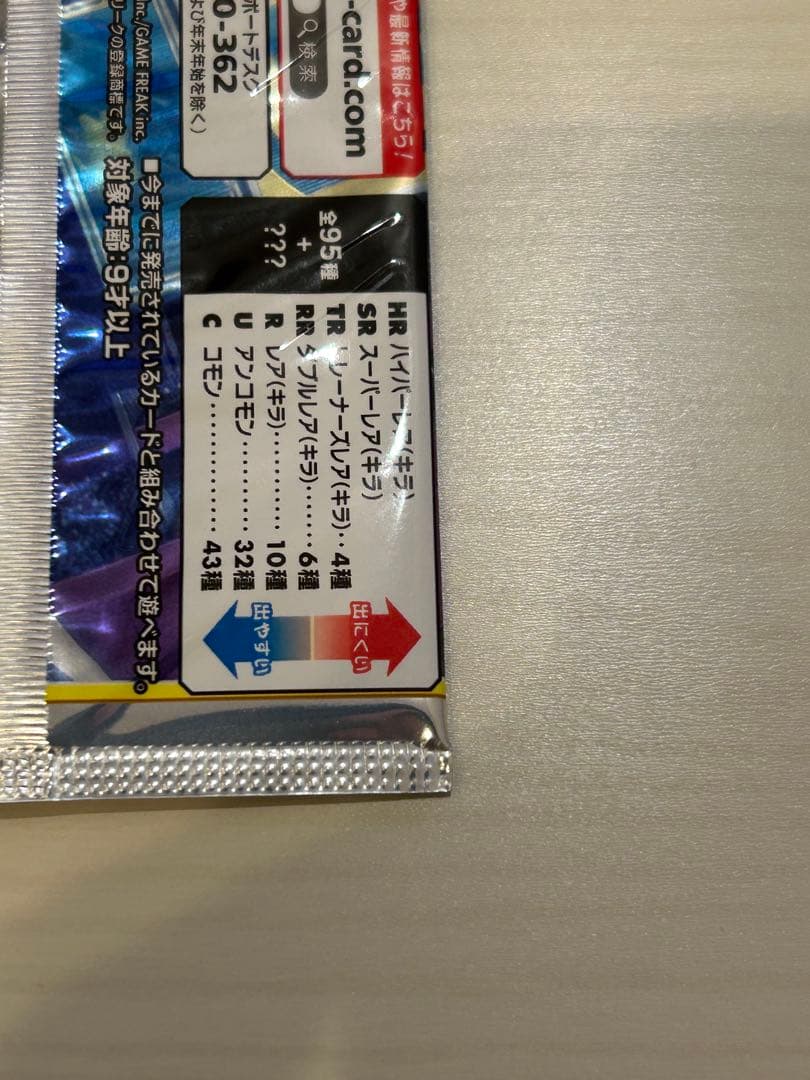 や最新情報はこちら!
-card.com
検索
ポートデスク
0-362
よび年末年始を除く)
全95種
+
???
HR ハイパーレア(キラ)
SR スーパーレア(キラ)
TR トレーナーズレア(キラ)‥4種
RR ダブルレア(キラ)‥‥‥6種
R レア(キラ)‥‥‥‥‥10種
U アンコモン‥‥‥‥‥32種
C コモン‥‥‥‥‥‥‥43種
出にくい
出やすい
■今までに発売されているカードと組み合わせて遊べます。
対象年齢:9才以上
inc./GAME FREAK inc.
リークの登録商標です。